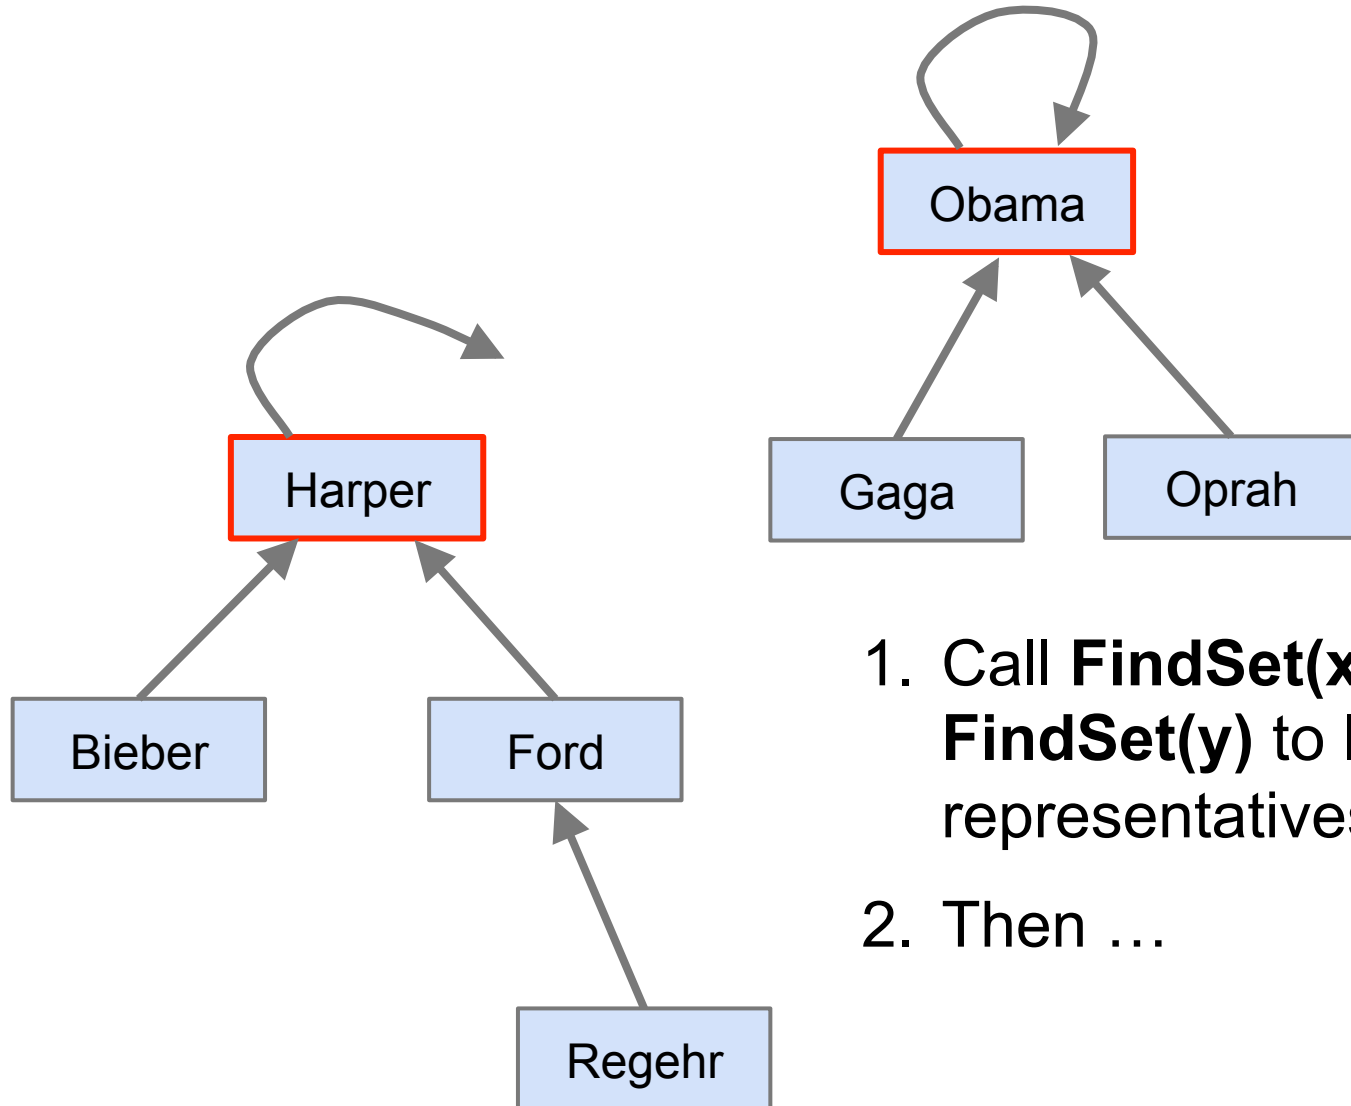 Obama
Harper
Gaga
Oprah
1. Call FindSet(x
FindSet(y) to
representatives
Bieber
Ford
2. Then …
Regehr